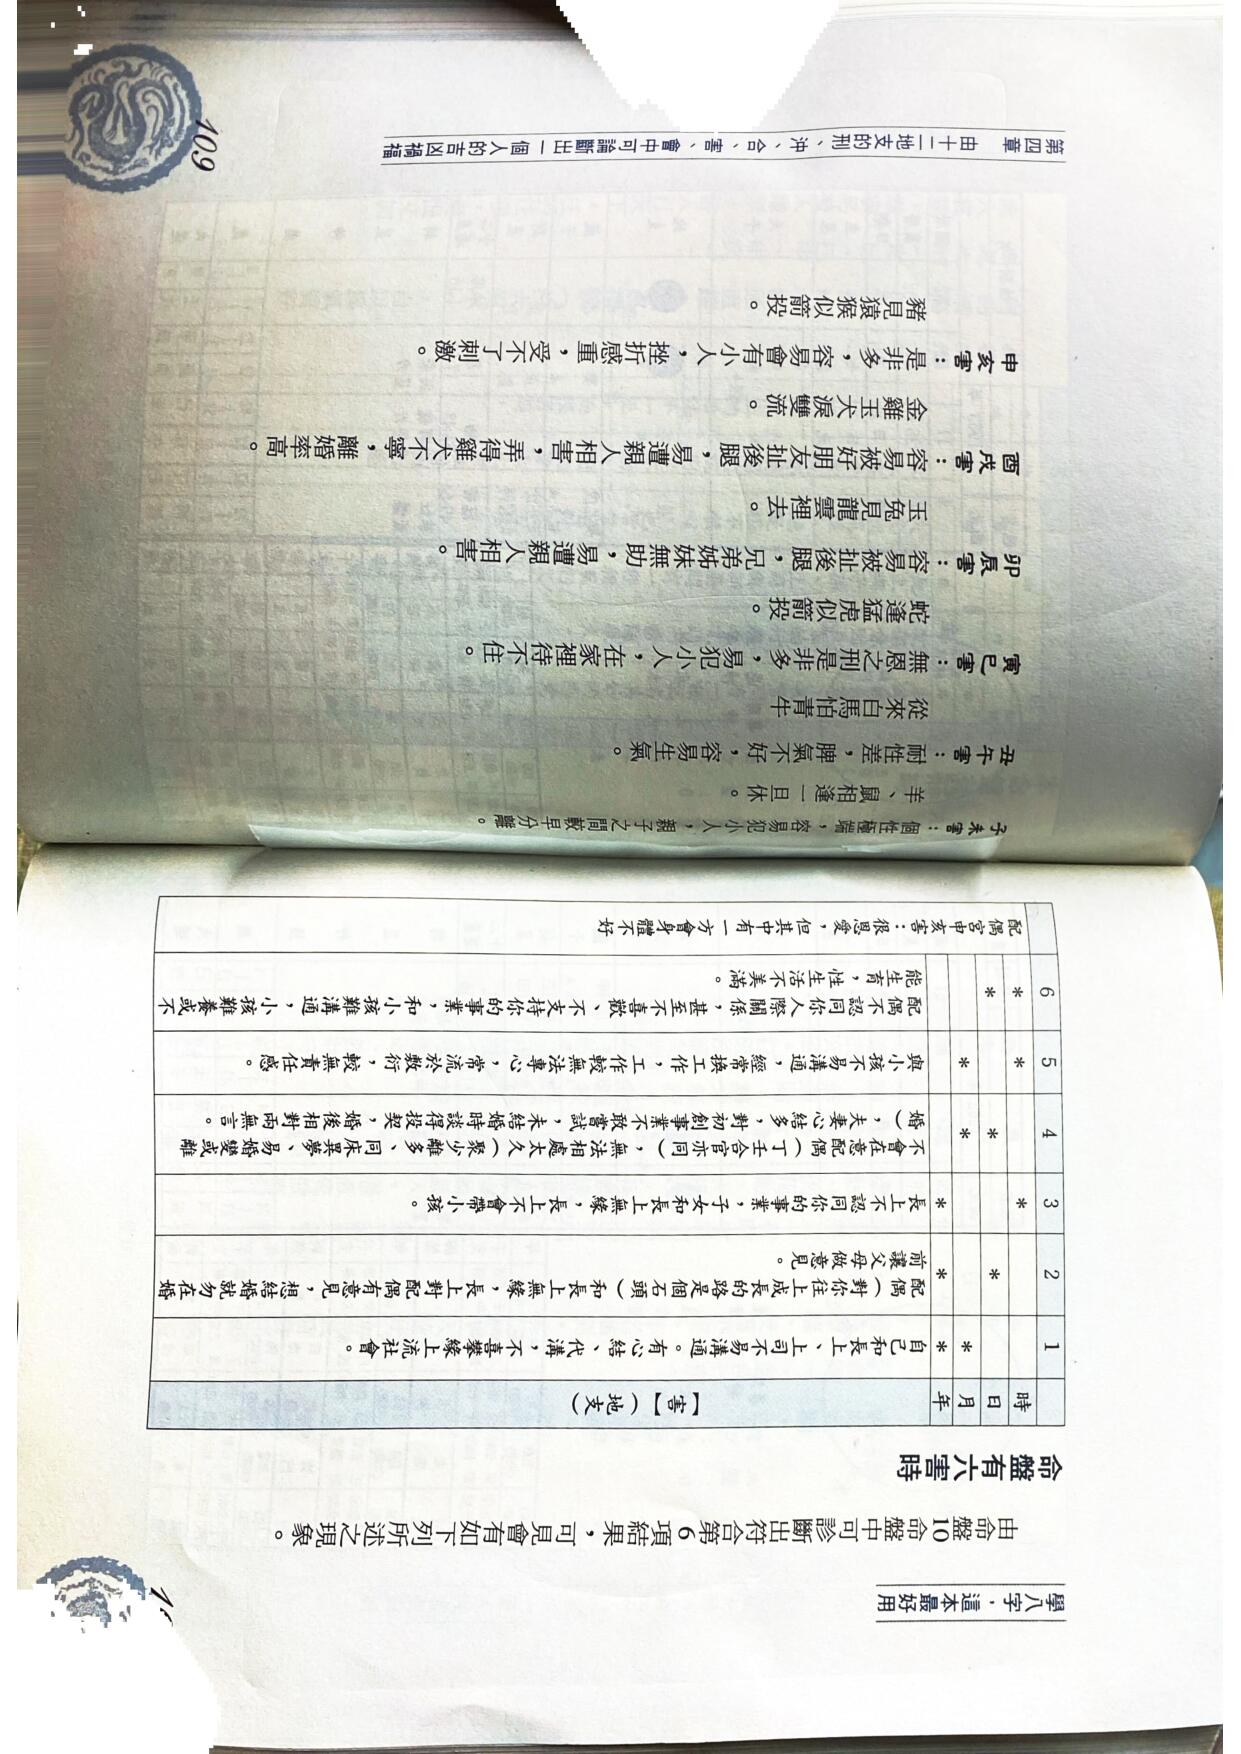 學八字，這本最好用
由命盤10命盤中可診斷出符合第6項結果，可見會有如下列所述之現象。
命盤有六害時
時 日 月 年 【害】（地支）
1 * * 自己和長上、上司不易溝通。有心結、代溝，不喜攀緣上流社會。
2 * * 配偶（對你往上成長的路是個石頭）和長上無緣，長上對配偶有意見，想結婚就勿在婚
前讓父母做意見。
3 * * 長上不認同你的事業，子女和長上無緣，長上不會帶小孩。
4 * * 不會在意配偶（丁壬合官亦同），無法相處太久（聚少離多、同床異夢、易婚變或離
婚），夫妻心結多，對初創事業不敢嘗試，未結婚時談得投契，婚後相對兩無言。
5 * * 與小孩不易溝通，經常換工作，工作較無法專心，常流於敷衍，較無責任感。
6 * * 配偶不認同你人際關係，甚至不喜歡、不支持你的事業，和小孩難溝通，小孩難養或不
能生育，性生活不美滿。
配偶宮申亥害：很恩愛，但其中有一方會身體不好
子未害：個性極端，容易犯小人，親子之間較早分離。
羊、鼠相逢一旦休。
丑午害：耐性差，脾氣不好，容易生氣。
從來白馬怕青牛
寅巳害：無恩之刑是非多，易犯小人，在家裡待不住。
蛇逢猛虎似箭投。
卯辰害：容易被扯後腿，兄弟姊妹無助，易遭親人相害。
玉兔見龍雲裡去。
酉戌害：容易被好朋友扯後腿，易遭親人相害，弄得雞犬不寧，離婚率高。
金雞玉犬淚雙流。
申亥害：是非多，容易會有小人，挫折感重，受不了刺激。
豬見猿猴似箭投。
第四章 由十二地支的刑、沖、合、害、會中可論斷出一個人的吉凶禍福
109